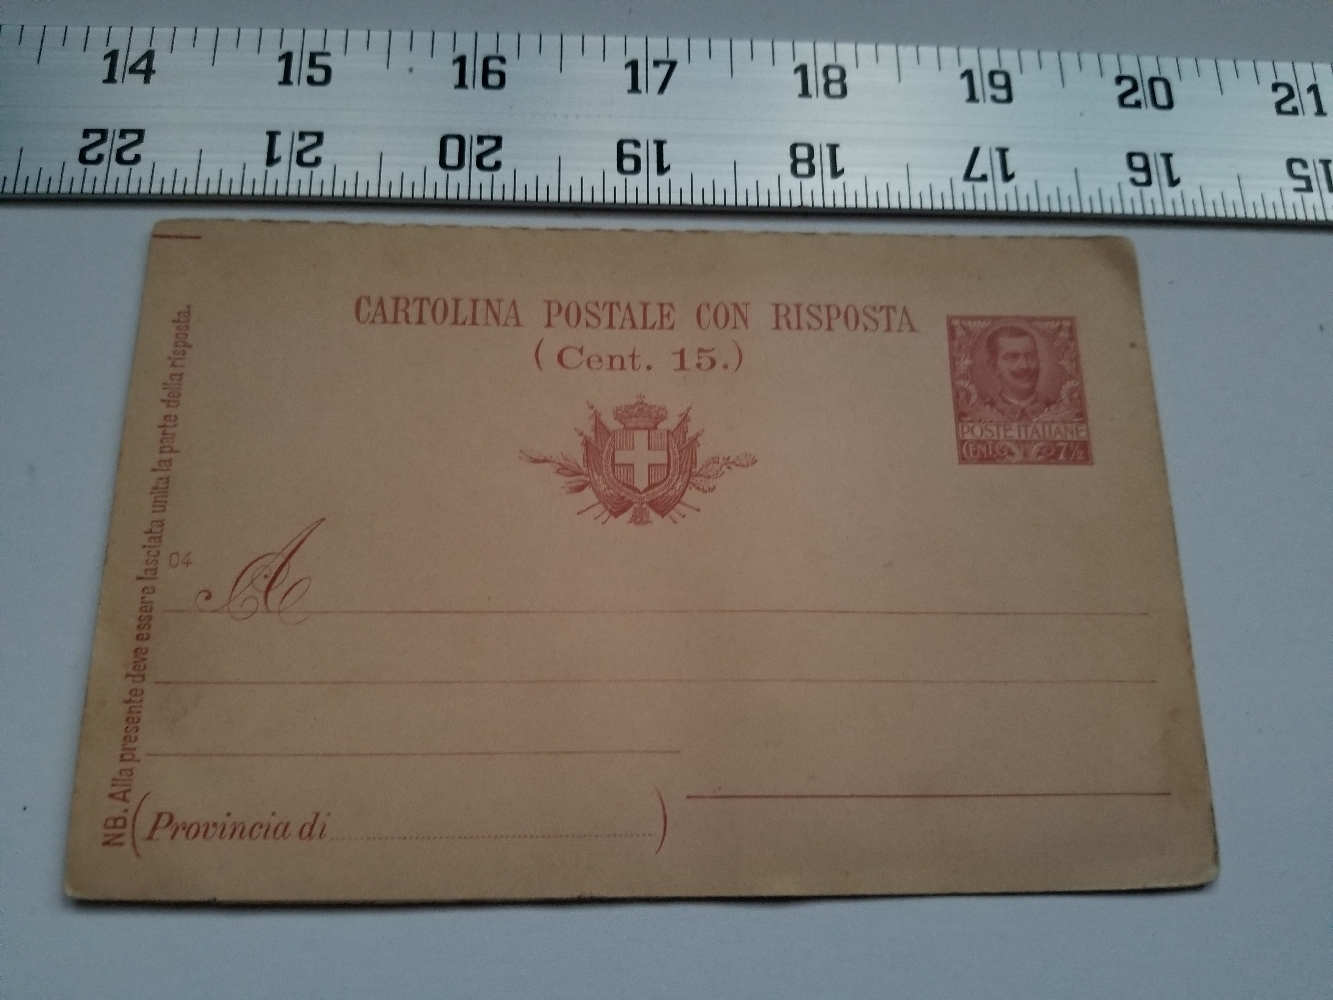 14 15 16 17 18 19 20 21
22 21 20 19 18 17 16 15
CARTOLINA POSTALE CON RISPOSTA
(Cent. 15.)
POSTE ITALIANE
CENT. 7½
NB. Alla presente deve essere lasciata unita la parte della risposta.
04
A
(Provincia di)